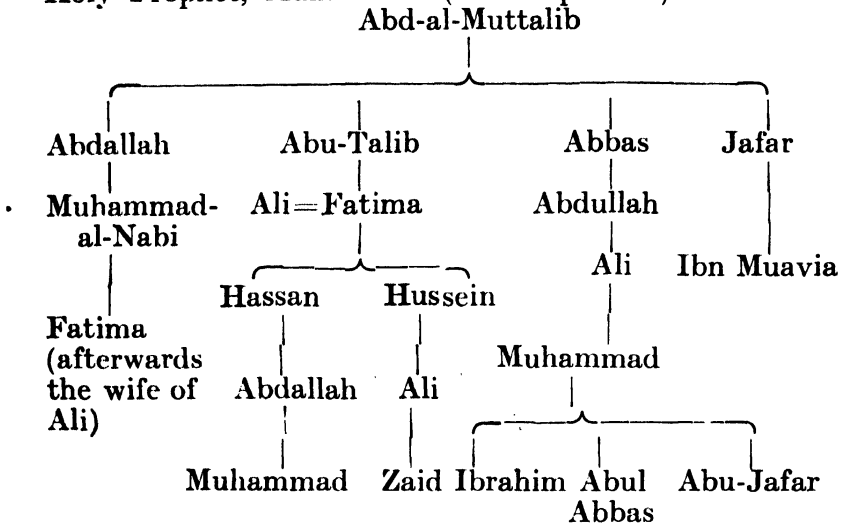 Abd-al-Muttalib
Abdallah Abu-Talib Abbas Jafar
Muhammad- Ali=Fatima Abdullah
al-Nabi
Ali Ibn Muavia
Hassan Hussein
Fatima
(afterwards Muhammad
the wife of Abdallah Ali
Ali)
Muhammad Zaid Ibrahim Abul Abu-Jafar
Abbas